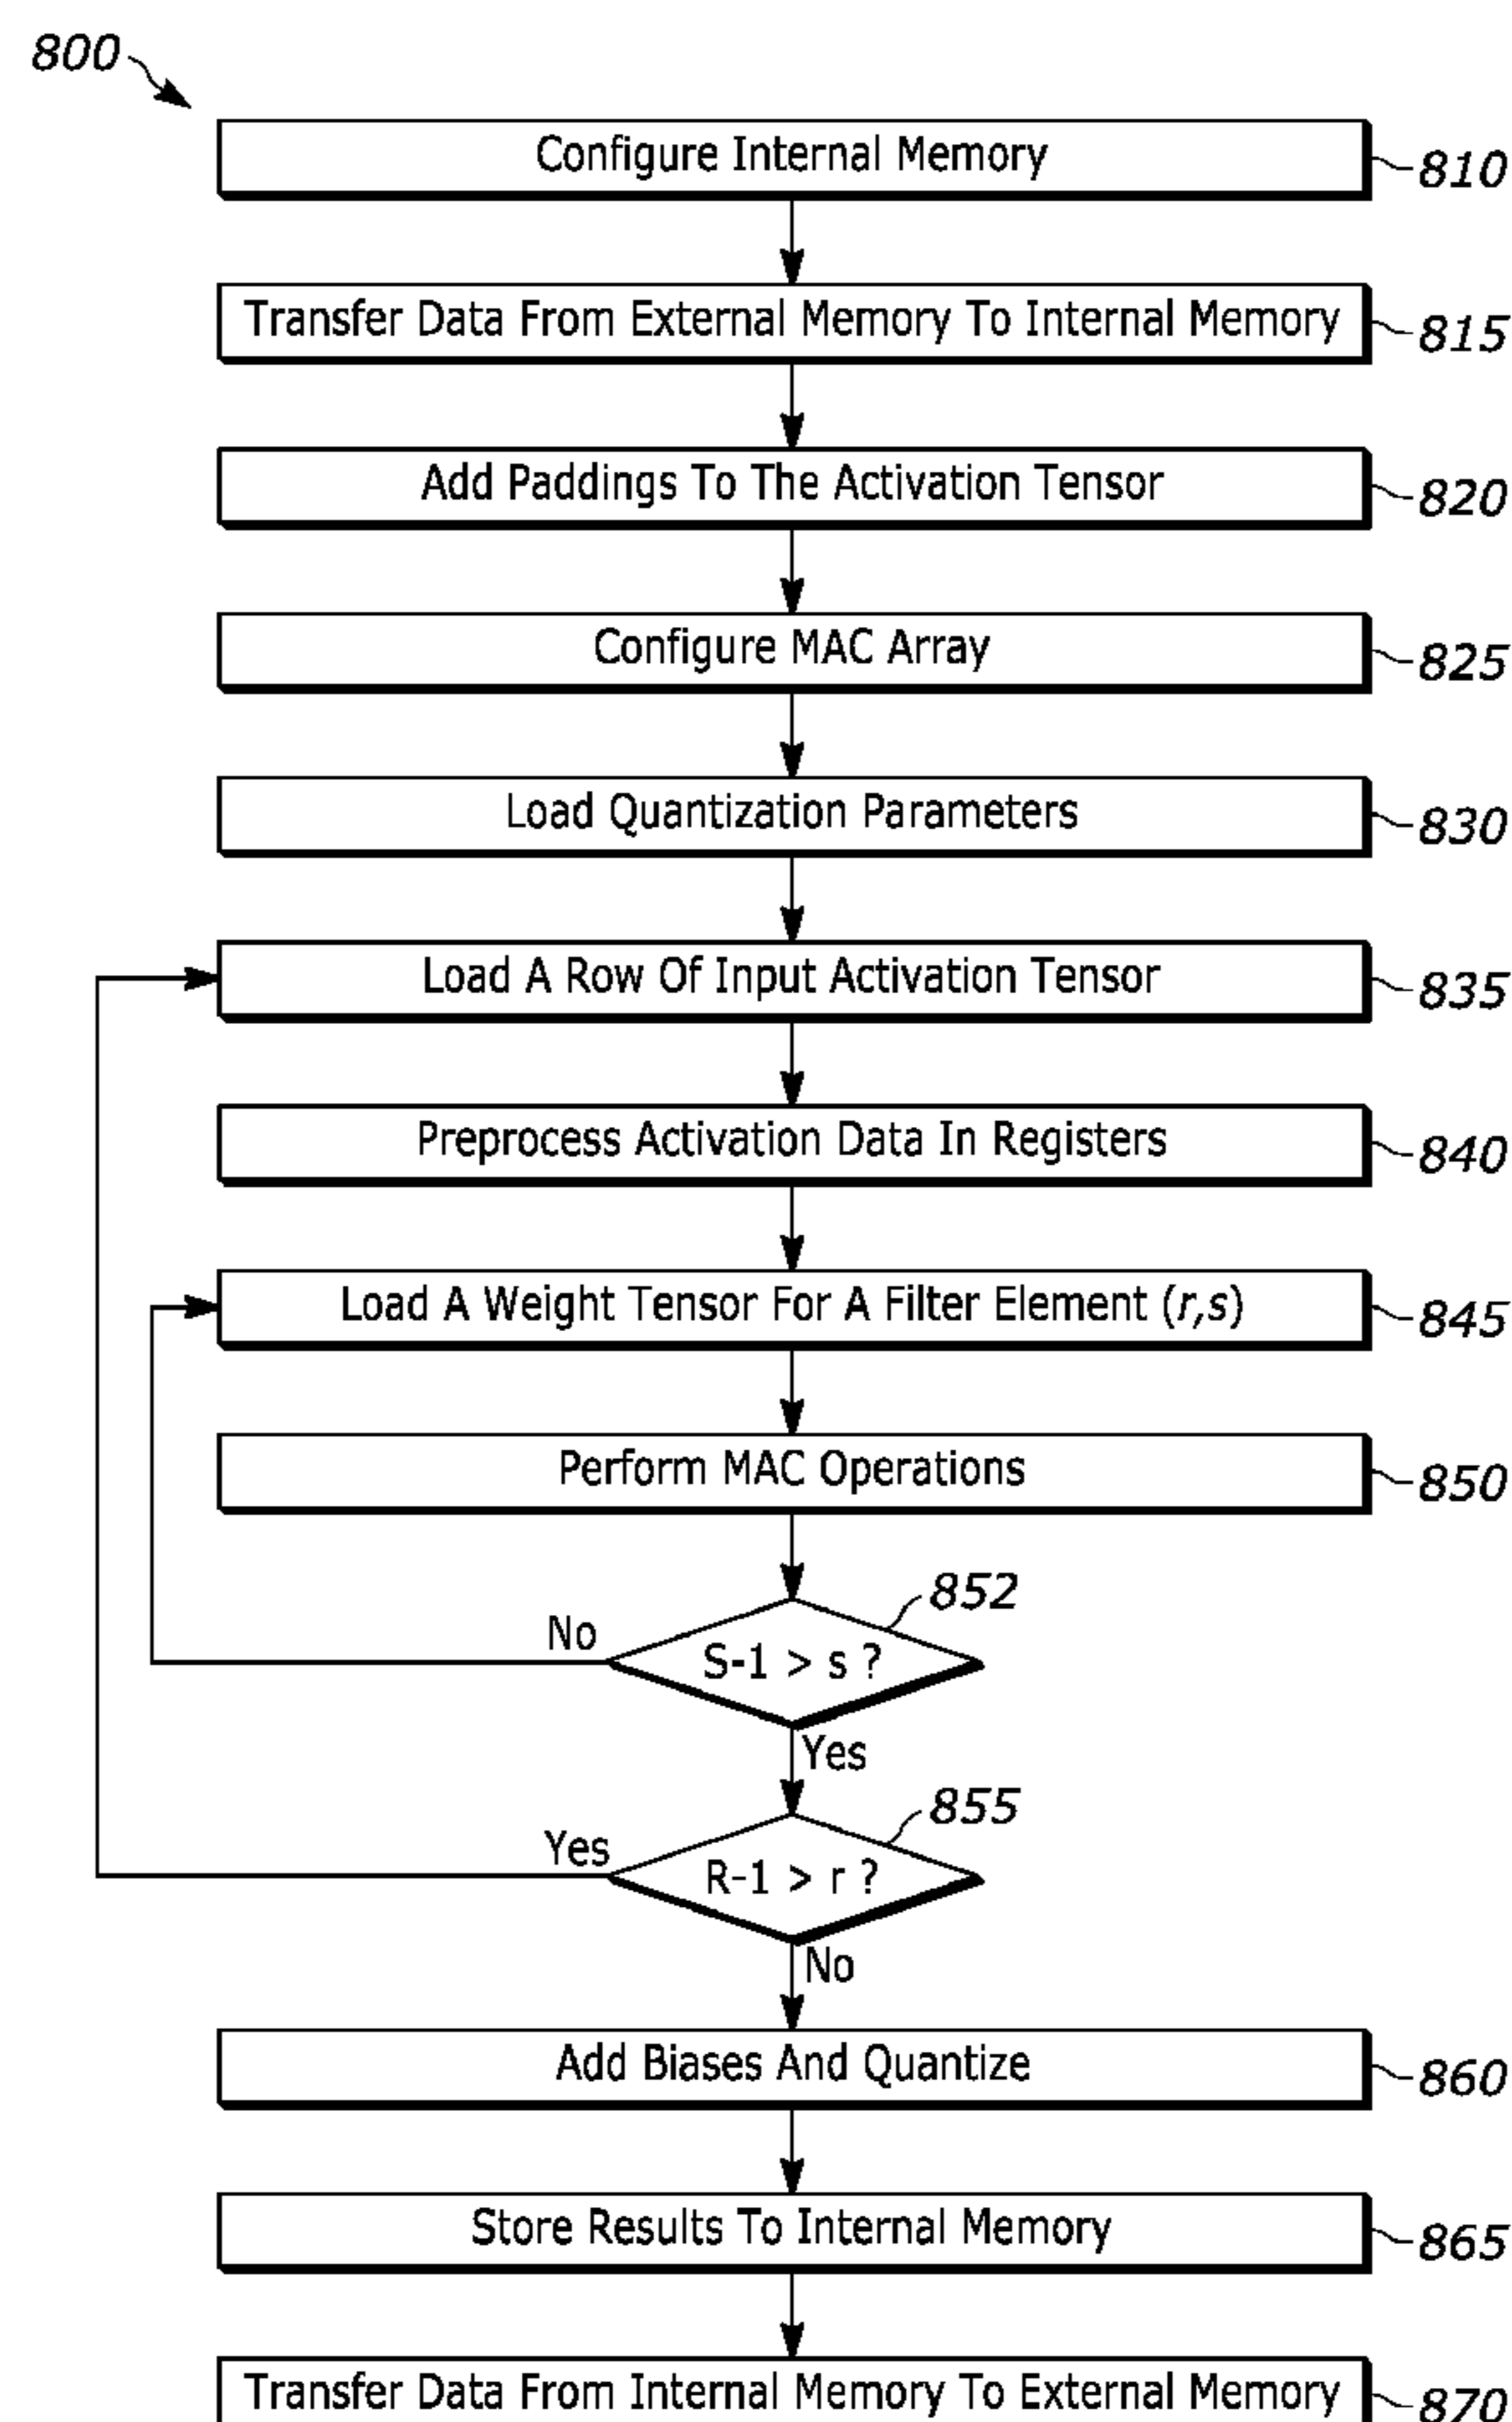 800
Configure Internal Memory
810
Transfer Data From External Memory To Internal Memory
815
Add Paddings To The Activation Tensor
820
Configure MAC Array
825
Load Quantization Parameters
830
Load A Row Of Input Activation Tensor
835
Preprocess Activation Data In Registers
840
Load A Weight Tensor For A Filter Element (r,s)
845
Perform MAC Operations
850
852
No
S-1 > s ?
Yes
855
Yes
R-1 > r ?
No
Add Biases And Quantize
860
Store Results To Internal Memory
865
Transfer Data From Internal Memory To External Memory
870